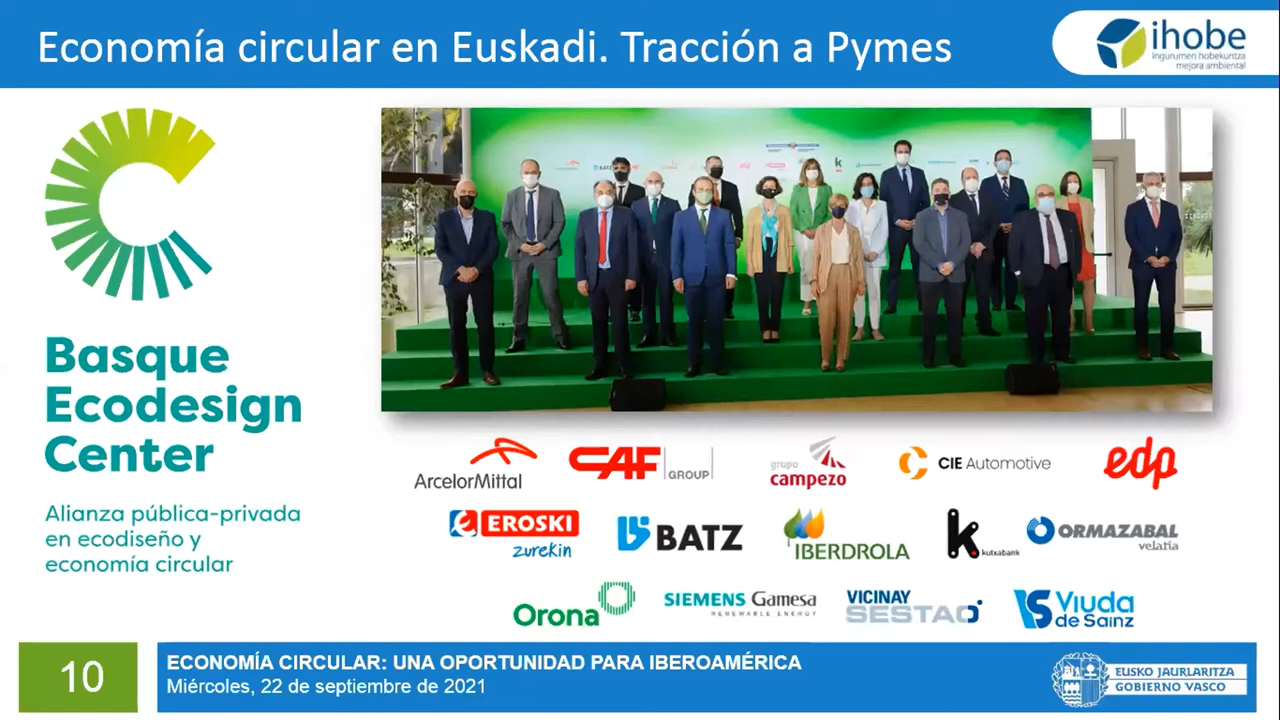 Economía circular en Euskadi. Tracción a Pymes
ihobe
Ingurumen hobekuntza
mejora ambiental
Basque
Ecodesign
Center
Alianza pública-privada
en ecodiseño y
economía circular
ArcelorMittal
CAF GROUP
grupo
campezo
CIE Automotive
edp
EROSKI
zurekin
BATZ
IBERDROLA
k kutxabank
ORMAZABAL
velatia
Orona
SIEMENS Gamesa
RENEWABLE ENERGY
VICINAY
SESTAO
VS Viuda
de Sainz
10
ECONOMÍA CIRCULAR: UNA OPORTUNIDAD PARA IBEROAMÉRICA
Miércoles, 22 de septiembre de 2021
EUSKO JAURLARITZA
GOBIERNO VASCO